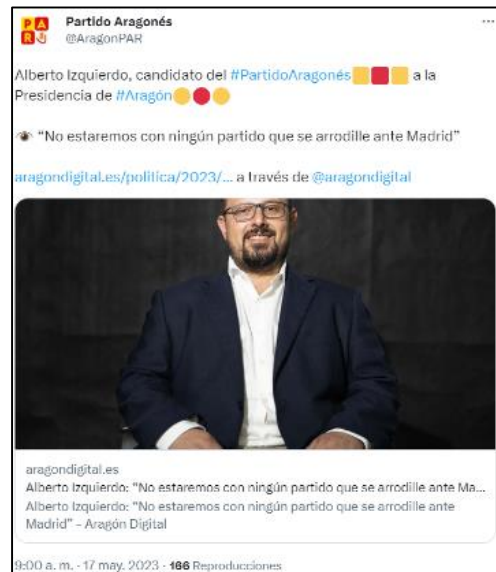 PAR
Partido Aragonés
@AragonPAR
Alberto Izquierdo, candidato del #PartidoAragonés🟨🟥🟨 a la
Presidencia de #Aragón🟡🔴🟡
👁 “No estaremos con ningún partido que se arrodille ante Madrid”
aragondigital.es/politica/2023/... a través de @aragondigital
aragondigital.es
Alberto Izquierdo: “No estaremos con ningún partido que se arrodille ante Ma...
Alberto Izquierdo: “No estaremos con ningún partido que se arrodille ante
Madrid” - Aragón Digital
9:00 a. m. · 17 may. 2023 · 166 Reproducciones